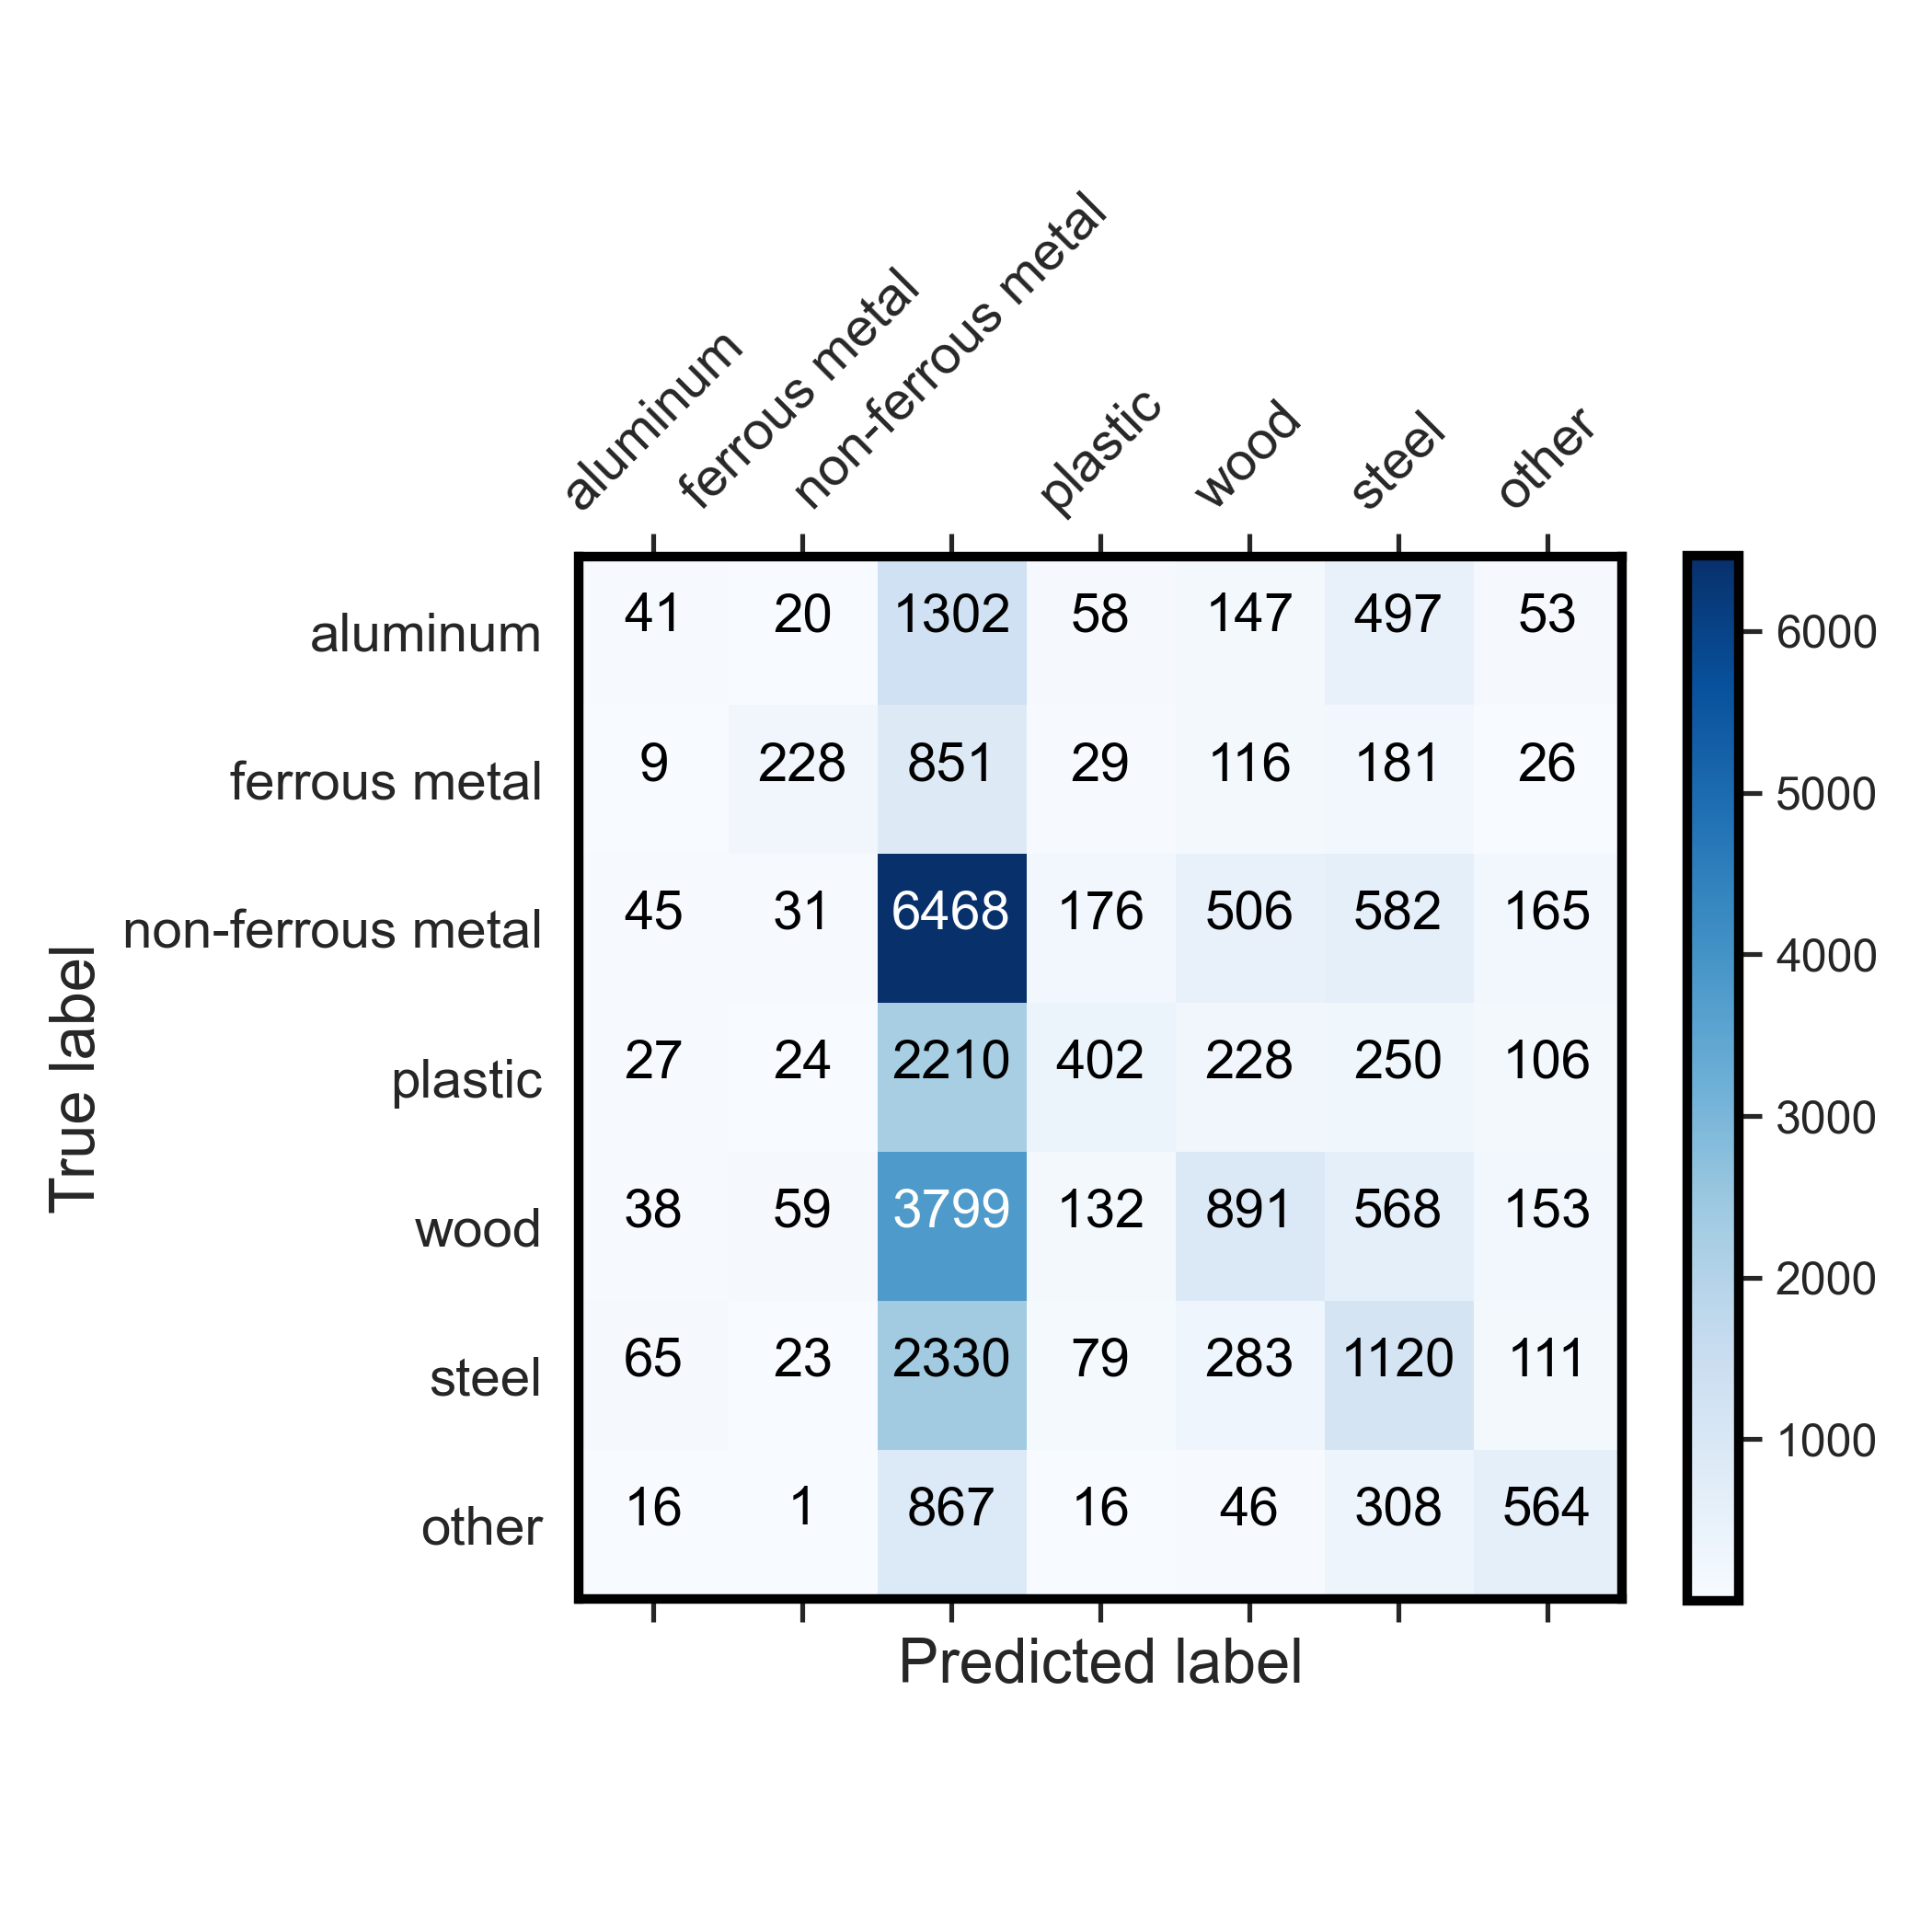 aluminum
ferrous metal
non-ferrous metal
plastic
wood
steel
other
aluminum 41 20 1302 58 147 497 53
ferrous metal 9 228 851 29 116 181 26
non-ferrous metal 45 31 6468 176 506 582 165
plastic 27 24 2210 402 228 250 106
wood 38 59 3799 132 891 568 153
steel 65 23 2330 79 283 1120 111
other 16 1 867 16 46 308 564
True label
Predicted label
6000
5000
4000
3000
2000
1000